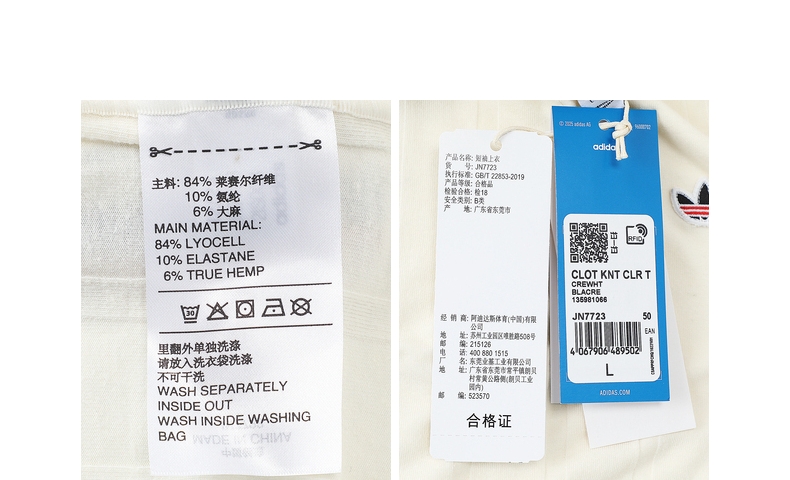 主料: 84% 莱赛尔纤维
10% 氨纶
6% 大麻
MAIN MATERIAL:
84% LYOCELL
10% ELASTANE
6% TRUE HEMP
30
里翻外单独洗涤
请放入洗衣袋洗涤
不可干洗
WASH SEPARATELY
INSIDE OUT
WASH INSIDE WASHING
BAG
MADE IN CHINA
产品名称: 短袖上衣
货 号: JN7723
执行标准: GB/T 22853-2019
产品等级: 合格品
检验合格: 检18
安全类别: B类
产 地: 广东省东莞市
经 销 商: 阿迪达斯体育(中国)有限
公司
地 址: 苏州工业园区唯胜路508号
邮 编: 215126
电 话: 400 880 1515
厂 名: 东莞业基工业有限公司
地 址: 广东省东莞市常平镇朗贝
村常黄公路侧(朗贝工业
园内)
邮 编: 523570
合格证
© 2025 adidas AG
adidas
RFID
CLOT KNT CLR T
CREWHT
BLACRE
135981066
JN7723 50
EAN
4 067906 489502
L
ADIDAS.COM